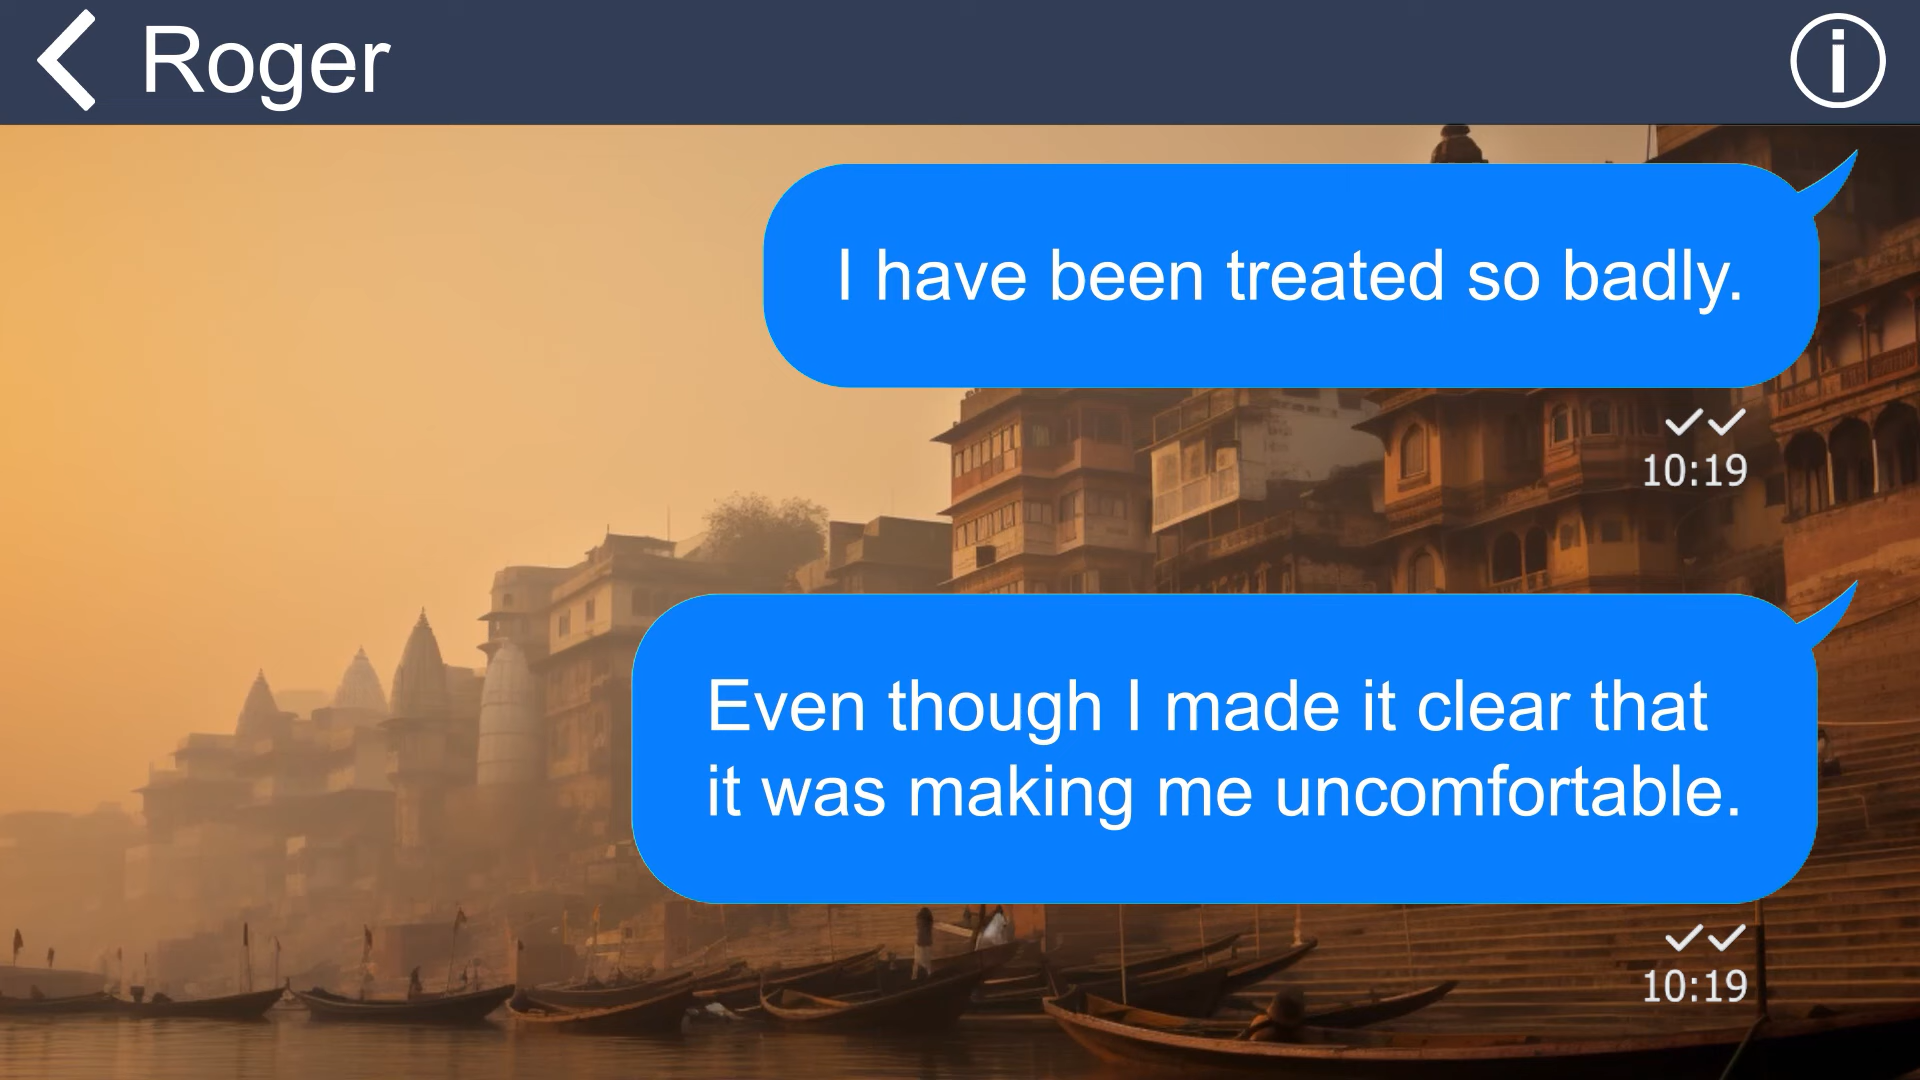 Roger
I have been treated so badly.
10:19
Even though I made it clear that
it was making me uncomfortable.
10:19